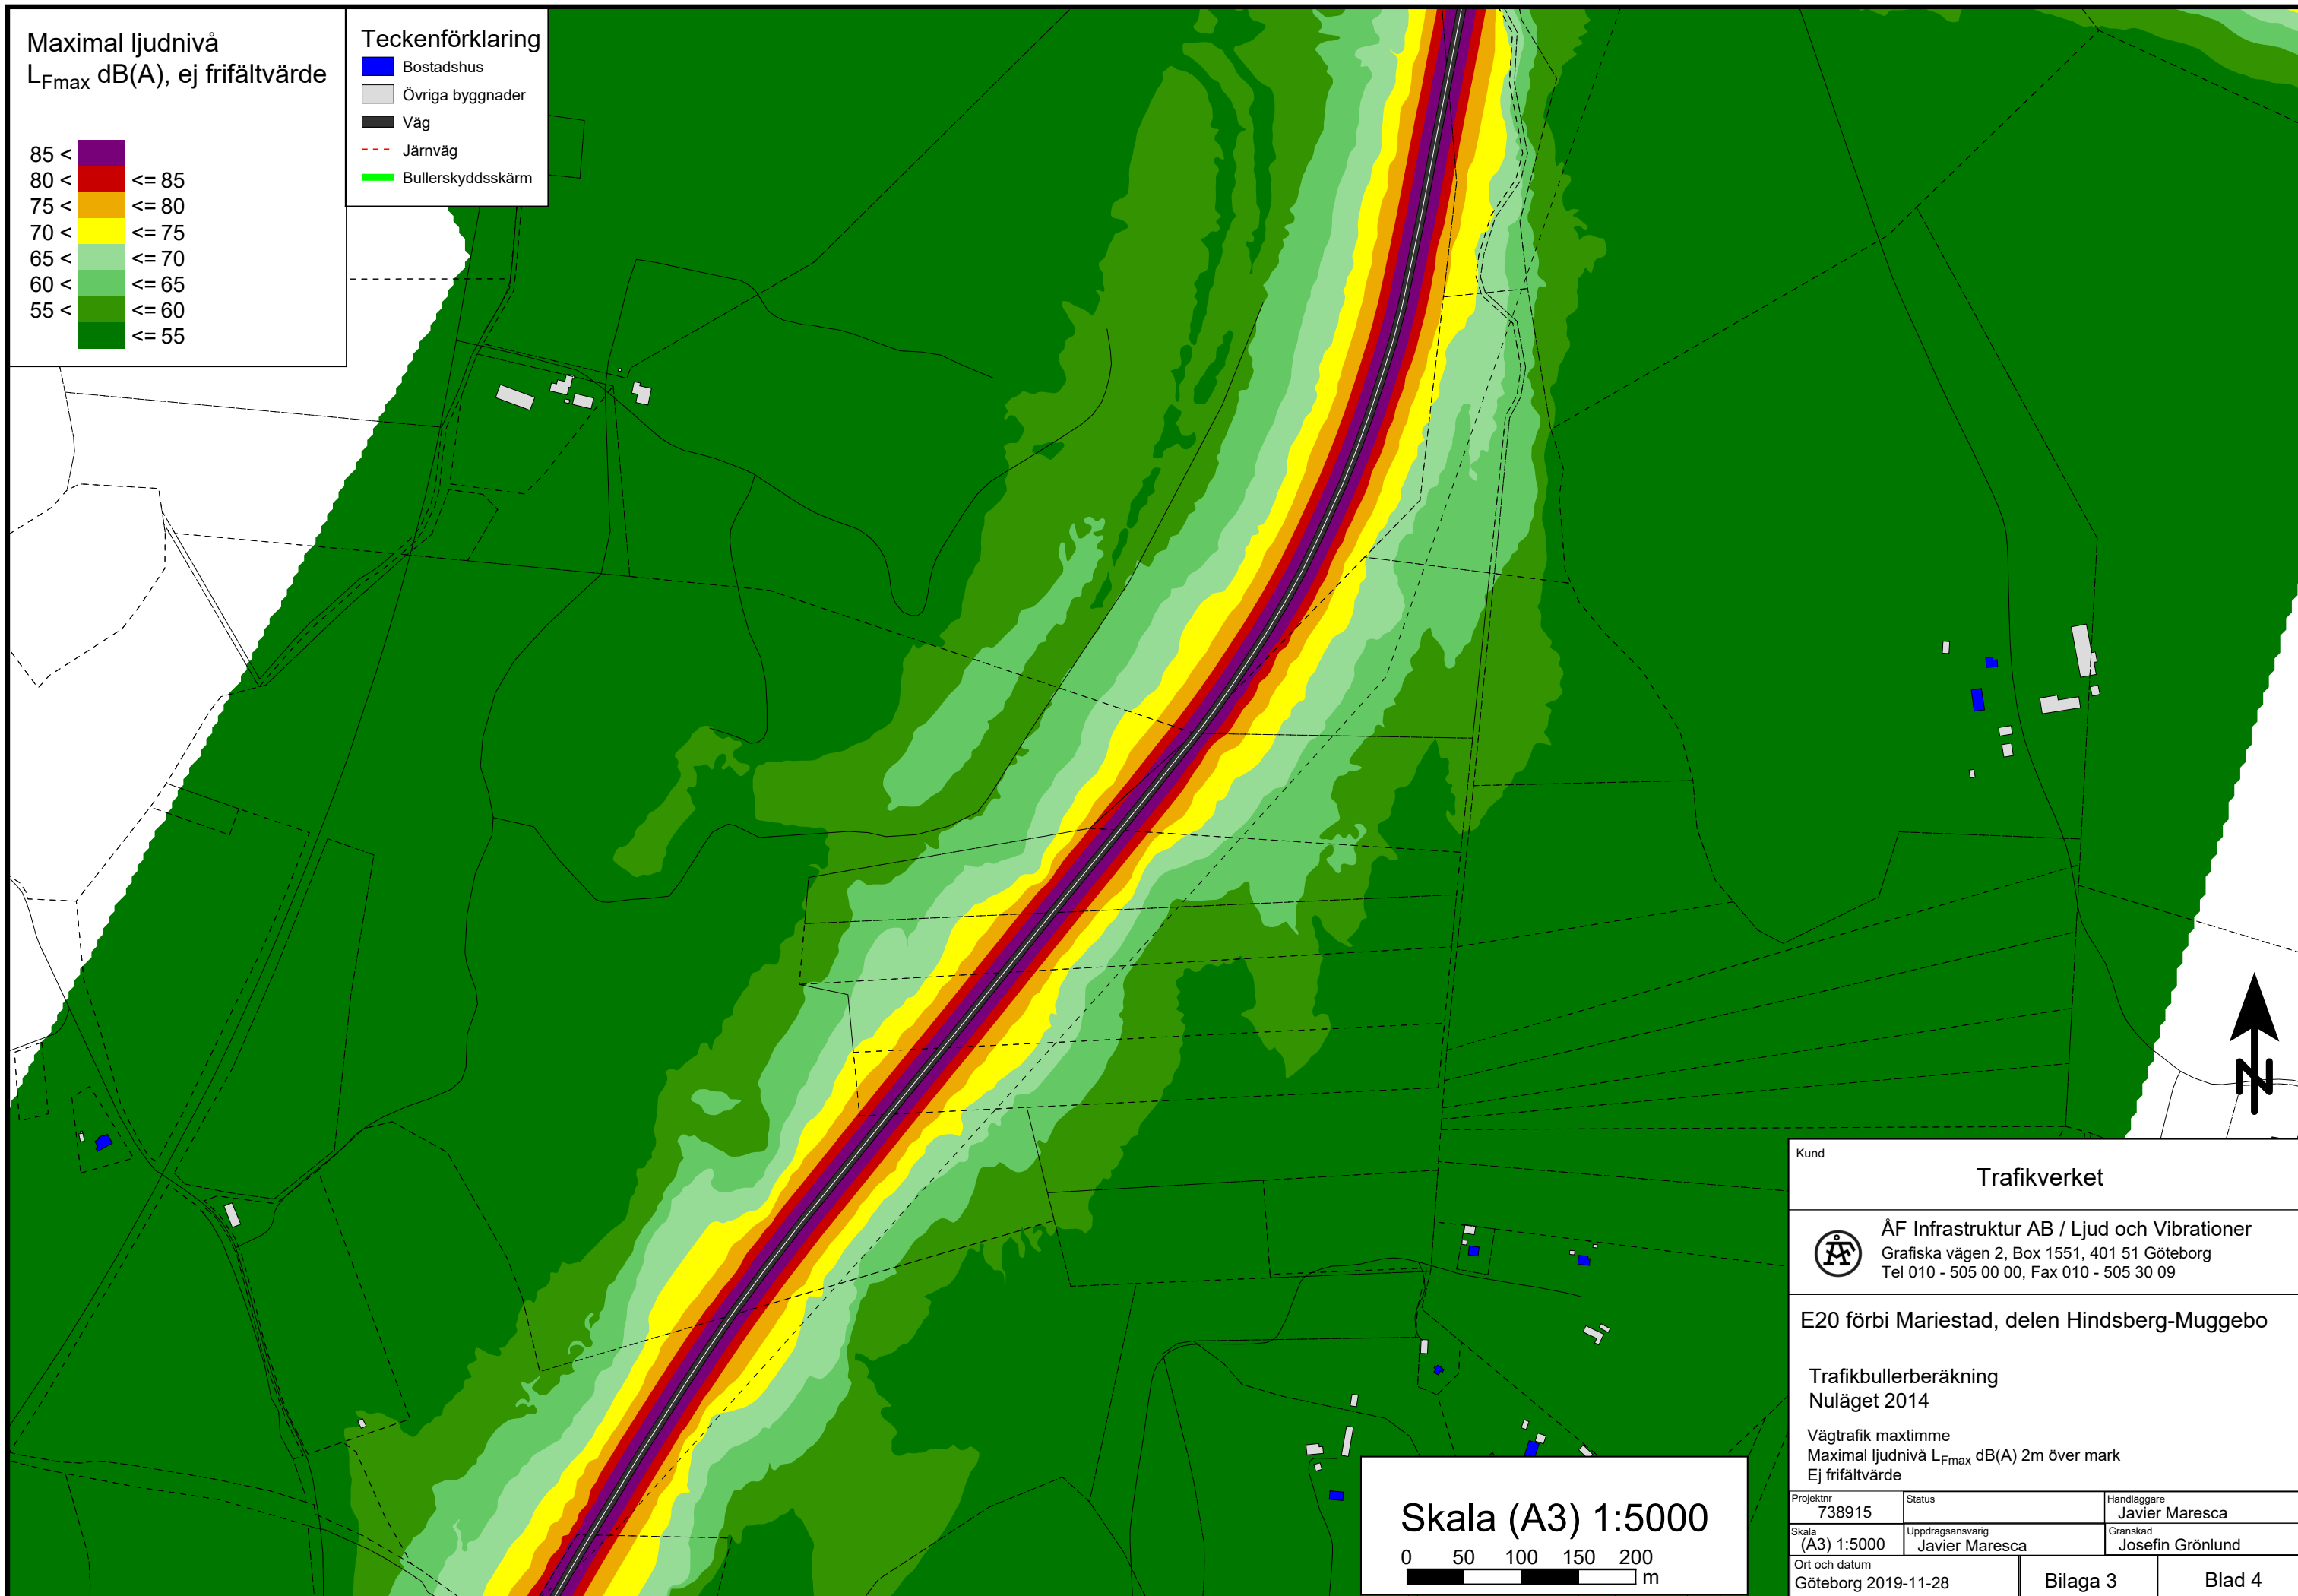 Maximal ljudnivå
LFmax dB(A), ej frifältvärde
85 <
80 < <= 85
75 < <= 80
70 < <= 75
65 < <= 70
60 < <= 65
55 < <= 60
<= 55
Teckenförklaring
Bostadshus
Övriga byggnader
Väg
Järnväg
Bullerskyddsskärm
N
Skala (A3) 1:5000
0 50 100 150 200
m
Kund
Trafikverket
ÅF
ÅF Infrastruktur AB / Ljud och Vibrationer
Grafiska vägen 2, Box 1551, 401 51 Göteborg
Tel 010 - 505 00 00, Fax 010 - 505 30 09
E20 förbi Mariestad, delen Hindsberg-Muggebo
Trafikbullerberäkning
Nuläget 2014
Vägtrafik maxtimme
Maximal ljudnivå LFmax dB(A) 2m över mark
Ej frifältvärde
Projektnr Status Handläggare
738915 Javier Maresca
Skala Uppdragsansvarig Granskad
(A3) 1:5000 Javier Maresca Josefin Grönlund
Ort och datum
Göteborg 2019-11-28 Bilaga 3 Blad 4